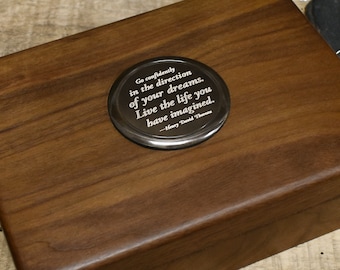 Go confidently
in the direction
of your dreams.
Live the life you
have imagined.
—Henry David Thoreau